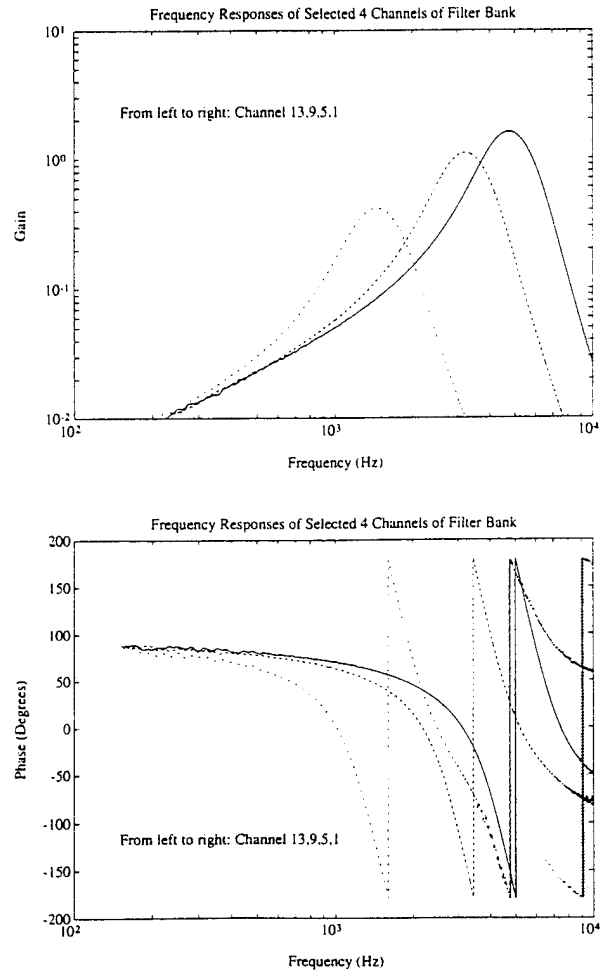 Frequency Responses of Selected 4 Channels of Filter Bank
10¹
From left to right: Channel 13,9,5,1
10⁰
Gain
10⁻¹
10⁻²
10² 10³ 10⁴
Frequency (Hz)
Frequency Responses of Selected 4 Channels of Filter Bank
200
150
100
50
0
Phase (Degrees)
-50
-100
From left to right: Channel 13,9,5,1
-150
-200
10² 10³ 10⁴
Frequency (Hz)